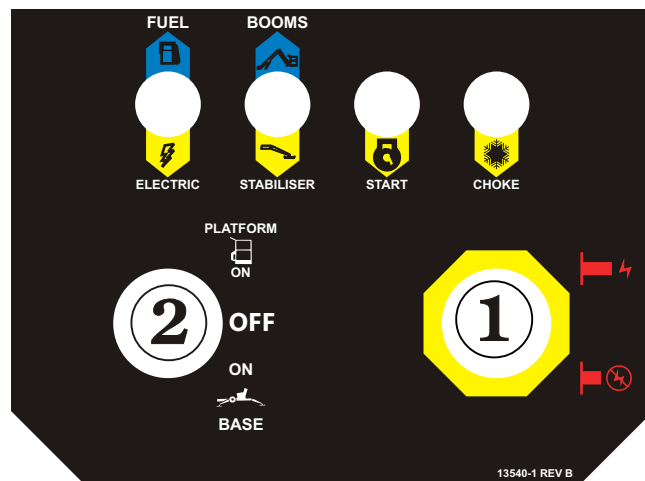 FUEL BOOMS
ELECTRIC STABILISER START CHOKE
PLATFORM
ON
2 OFF 1
ON
BASE
13540-1 REV B